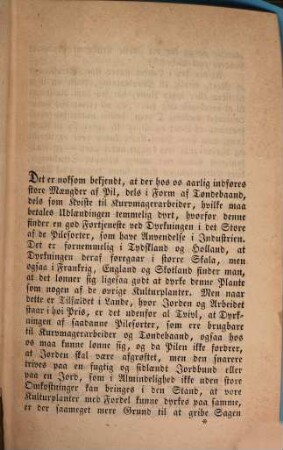 Det er noksom bekjendt, at der hos os aarlig indføres
store Mængder af Pil, dels i Form af Tøndebaand,
dels som Kviste til Kurvmagerarbeider, hvilke maa
betales Udlændingen temmelig dyrt, hvorfor denne
finder en god Fortjeneste ved Dyrkningen i det Store
af de Pilesorter, som have Anvendelse i Industrien.
Det er fornemmelig i Tydskland og Holland, at
Dyrkningen deraf foregaar i større Skala, men
ogsaa i Frankrig, England og Skotland finder man,
at det lønner sig ligesaa godt at dyrke denne Plante
som nogen af de øvrige Kulturplanter. Men naar
dette er Tilfældet i Lande, hvor Jorden og Arbeidet
staar i høi Pris, er det udenfor al Tvivl, at Dyrk-
ningen af saadanne Pilesorter, som ere brugbare
til Kurvmagerarbeider og Tøndebaand, ogsaa hos
os maa kunne lønne sig, og da Pilen ikke fordrer,
at Jorden skal være afgrøftet, men den snarere
trives paa en fugtig og sidlændt Jordbund eller
paa en Jord, som i Almindelighed ikke uden store
Omkostninger kan bringes i den Stand, at vore
Kulturplanter med Fordel kunne dyrkes paa samme,
er der saameget mere Grund til at gribe Sagen